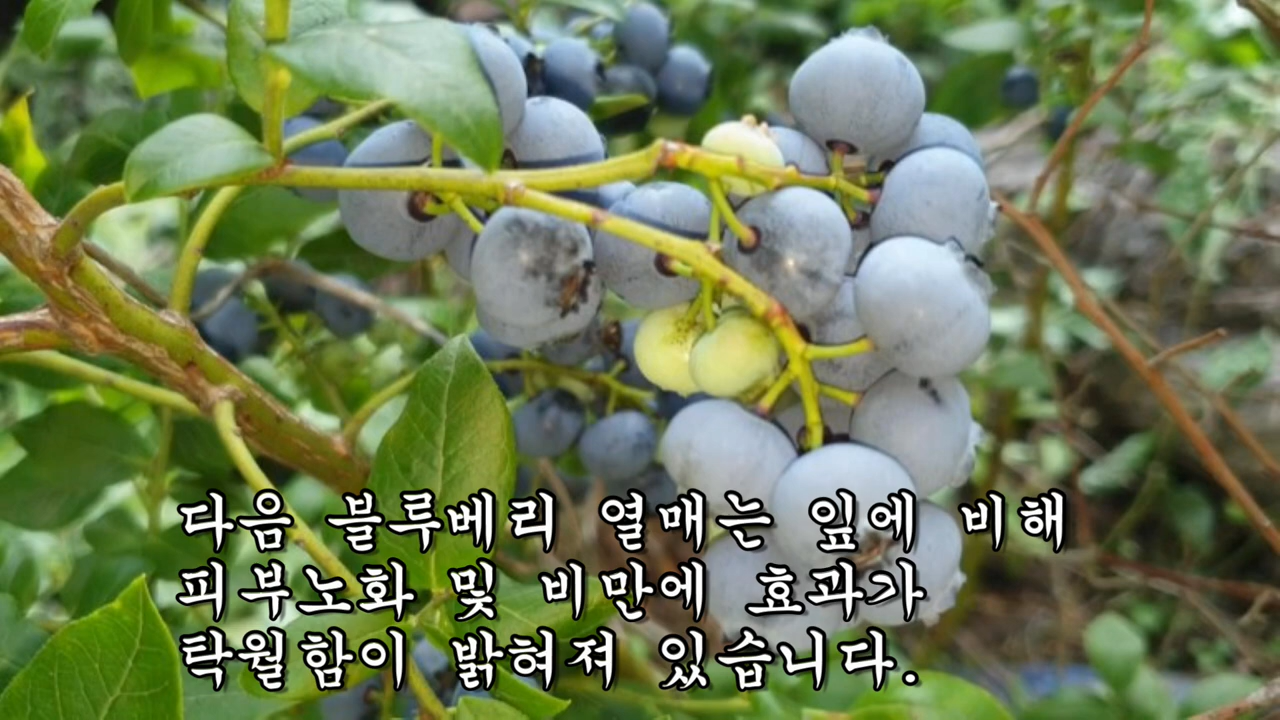 다음 블루베리 열매는 잎에 비해
피부노화 및 비만에 효과가
탁월함이 밝혀져 있습니다.